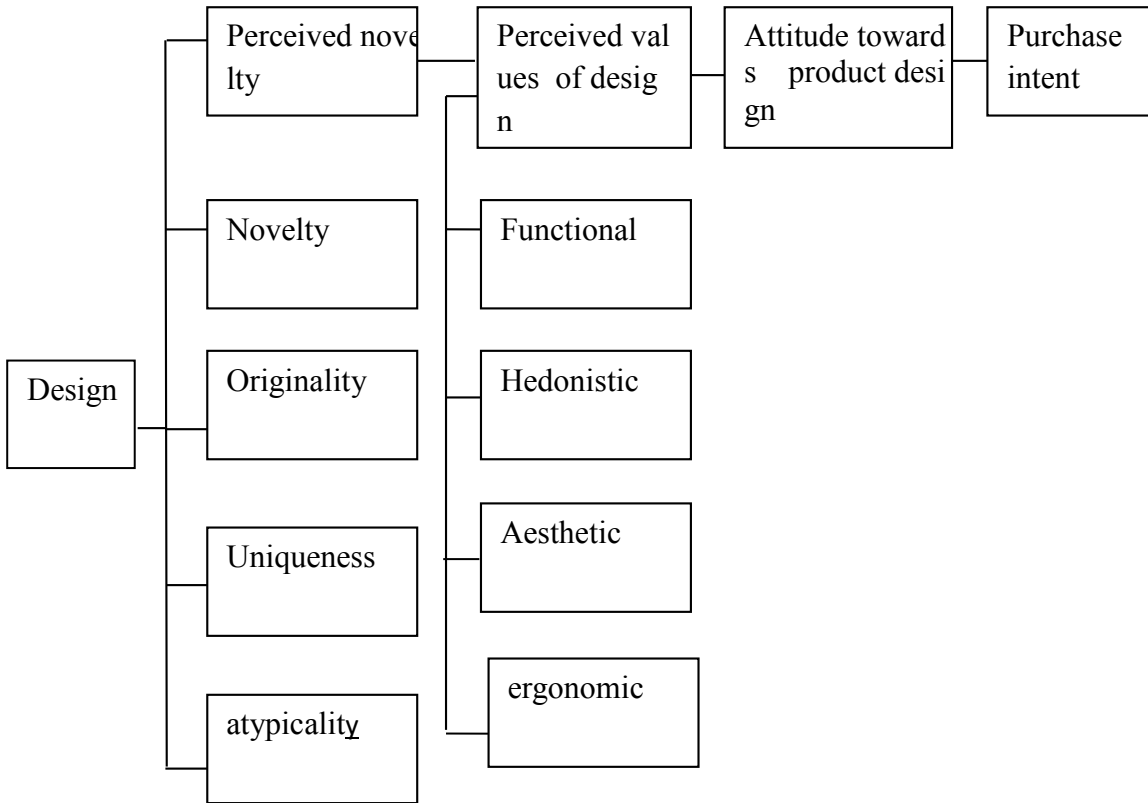 Perceived nove
lty
Perceived val
ues of desig
n
Attitude toward
s product desi
gn
Purchase
intent
Novelty
Functional
Design
Originality
Hedonistic
Uniqueness
Aesthetic
atypicality
ergonomic